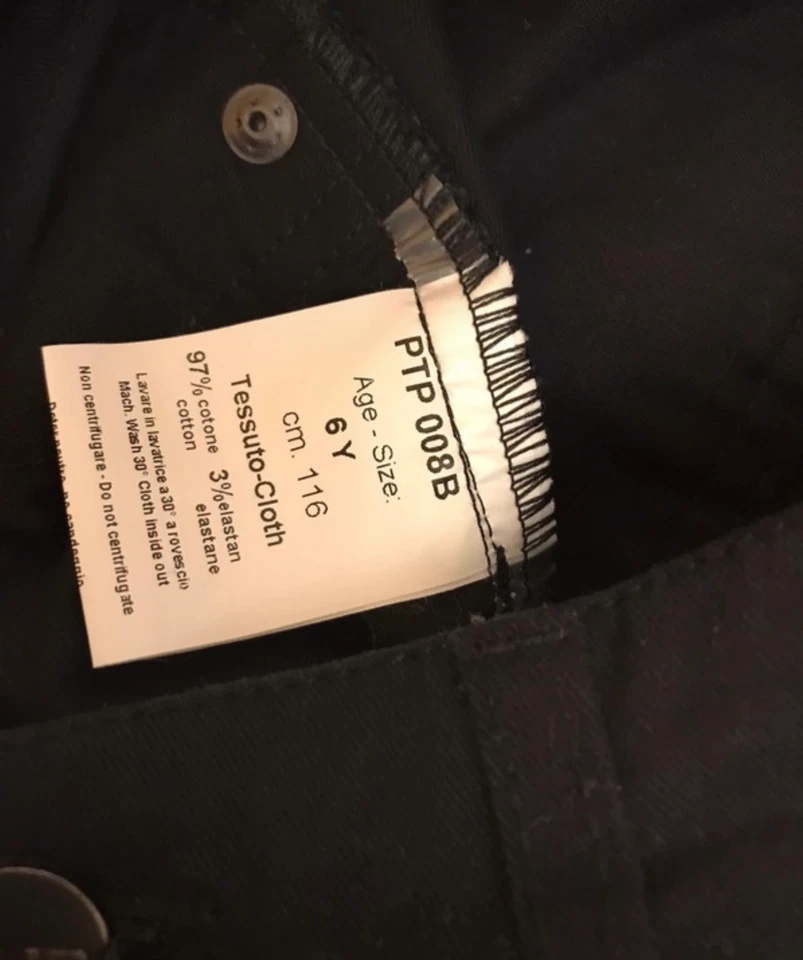 PTP 008B
Age - Size:
6 Y
cm. 116
Tessuto-Cloth
97% cotone 3%elastan
cotton elastane
Lavare in lavatrice a 30° a rovescio
Mach. Wash 30° Cloth inside out
Non centrifugare - Do not centrifugate